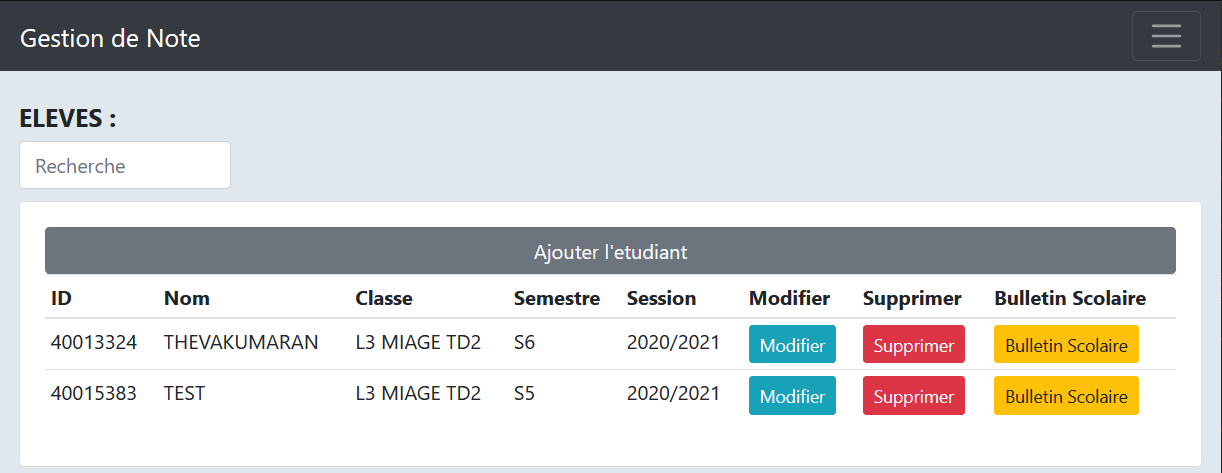 Gestion de Note
ELEVES :
Recherche
Ajouter l'etudiant
ID Nom Classe Semestre Session Modifier Supprimer Bulletin Scolaire
40013324 THEVAKUMARAN L3 MIAGE TD2 S6 2020/2021 Modifier Supprimer Bulletin Scolaire
40015383 TEST L3 MIAGE TD2 S5 2020/2021 Modifier Supprimer Bulletin Scolaire